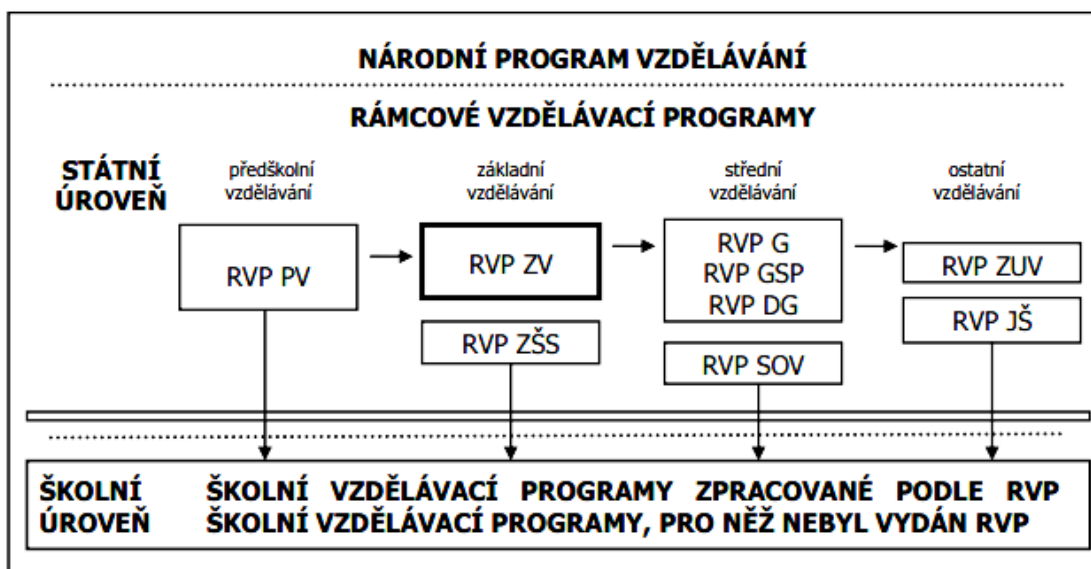 NÁRODNÍ PROGRAM VZDĚLÁVÁNÍ
RÁMCOVÉ VZDĚLÁVACÍ PROGRAMY
STÁTNÍ
ÚROVEŇ
předškolní
vzdělávání
základní
vzdělávání
střední
vzdělávání
ostatní
vzdělávání
RVP PV
RVP ZV
RVP ZŠS
RVP G
RVP GSP
RVP DG
RVP SOV
RVP ZUV
RVP JŠ
ŠKOLNÍ
ÚROVEŇ
ŠKOLNÍ VZDĚLÁVACÍ PROGRAMY ZPRACOVANÉ PODLE RVP
ŠKOLNÍ VZDĚLÁVACÍ PROGRAMY, PRO NĚŽ NEBYL VYDÁN RVP